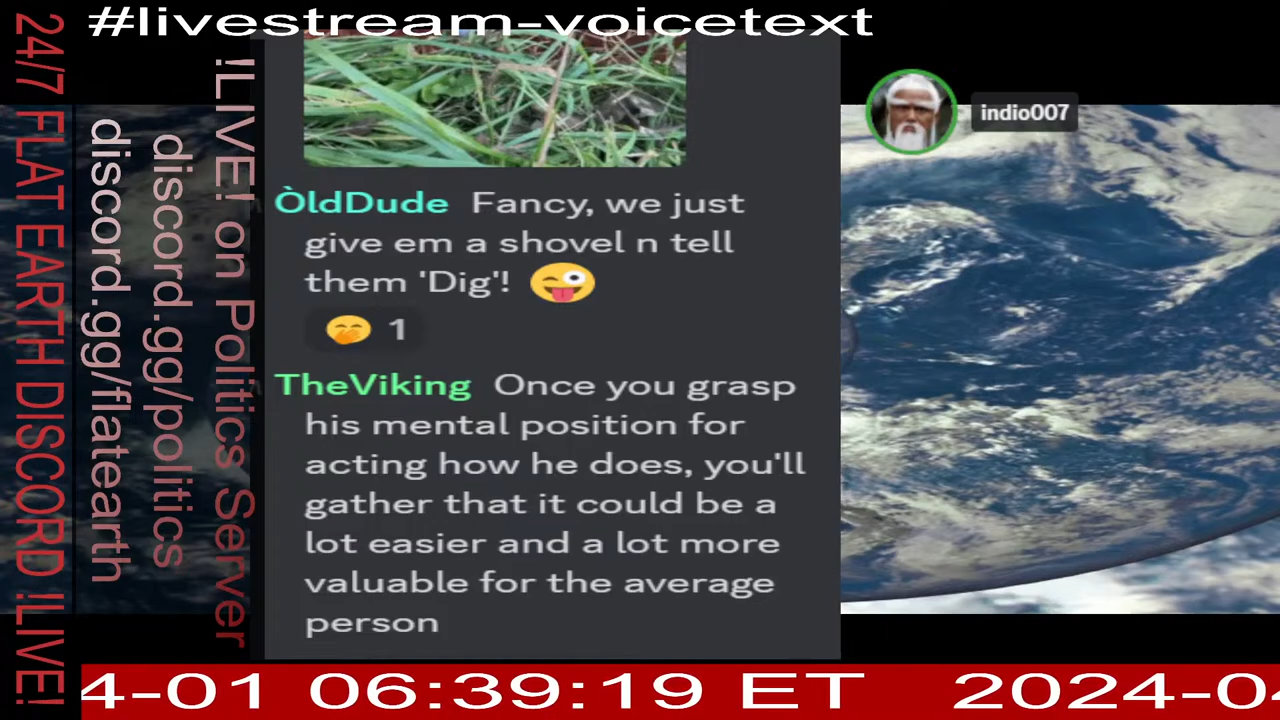 #livestream-voicetext
24/7 FLAT EARTH DISCORD !LIVE!
discord.gg/flatearth
discord.gg/politics
!LIVE! on Politics Server
ÒldDude Fancy, we just
give em a shovel n tell
them 'Dig'! 😜
🤭 1
TheViking Once you grasp
his mental position for
acting how he does, you'll
gather that it could be a
lot easier and a lot more
valuable for the average
person
indio007
4-01 06:39:19 ET 2024-04